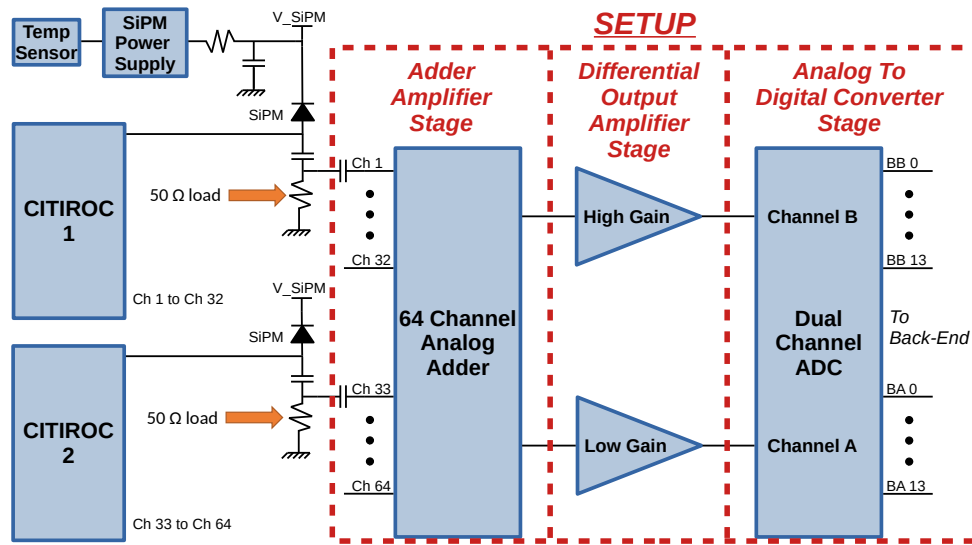 SETUP
Temp
Sensor
SiPM
Power
Supply
V_SiPM
SiPM
CITIROC
1
50 Ω load
Ch 1 to Ch 32
V_SiPM
SiPM
CITIROC
2
50 Ω load
Ch 33 to Ch 64
Adder
Amplifier
Stage
Ch 1
Ch 32
Ch 33
Ch 64
64 Channel
Analog
Adder
Differential
Output
Amplifier
Stage
High Gain
Low Gain
Analog To
Digital Converter
Stage
Channel B
Dual
Channel
ADC
Channel A
BB 0
BB 13
To
Back-End
BA 0
BA 13